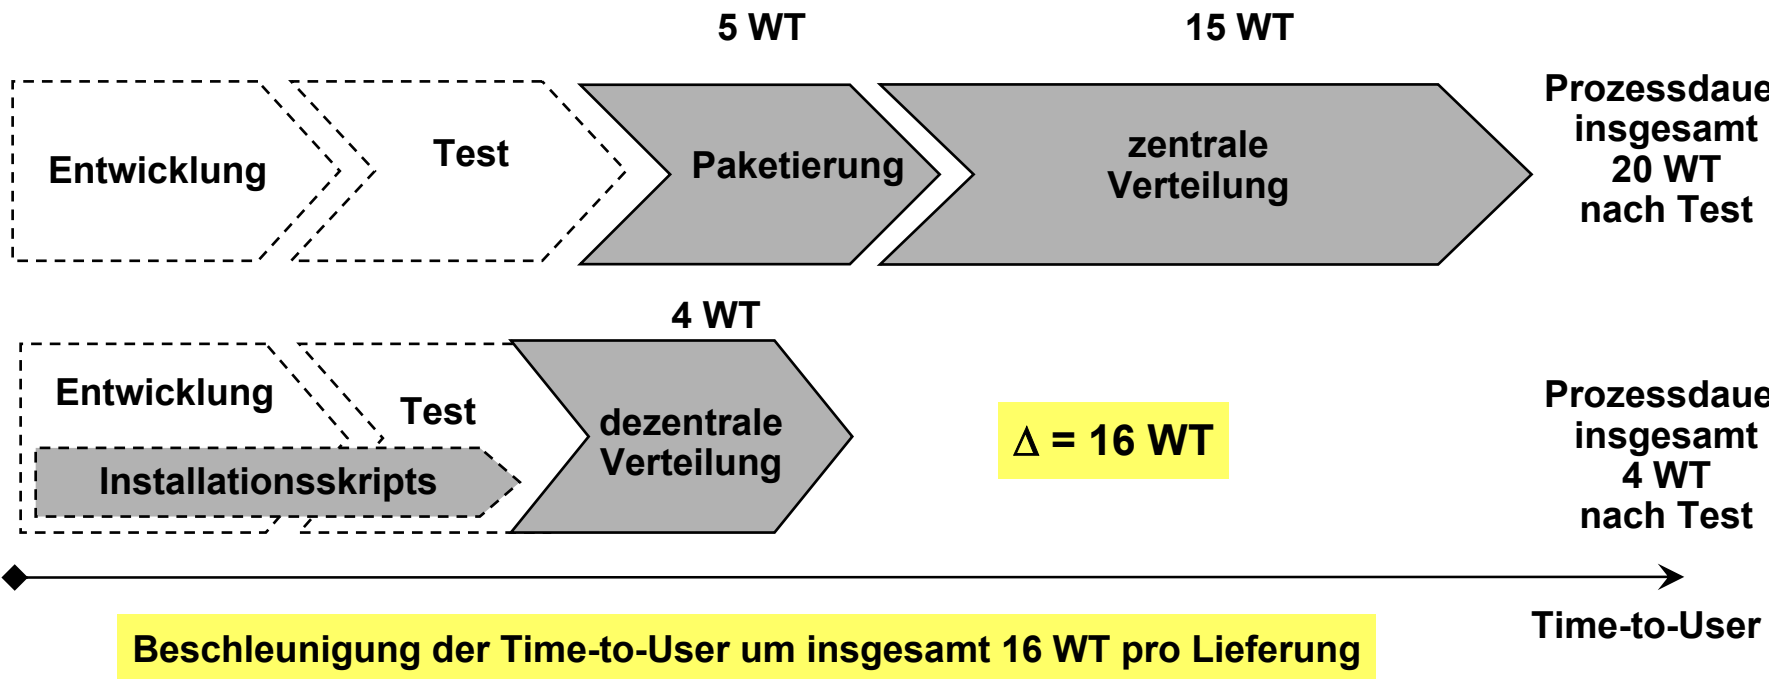 5 WT
15 WT
Entwicklung
Test
Paketierung
zentrale
Verteilung
Prozessdaue
insgesamt
20 WT
nach Test
4 WT
Entwicklung
Test
Installationsskripts
dezentrale
Verteilung
Δ = 16 WT
Prozessdaue
insgesamt
4 WT
nach Test
Time-to-User
Beschleunigung der Time-to-User um insgesamt 16 WT pro Lieferung